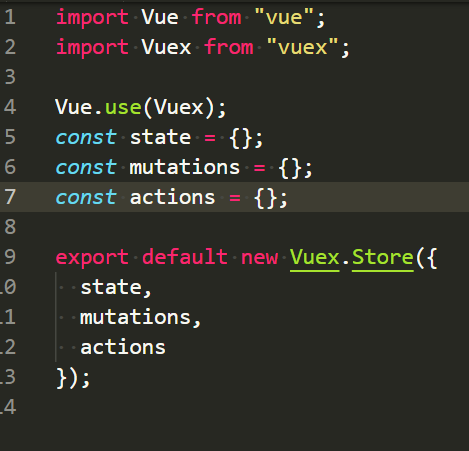 1 import Vue from "vue";
2 import Vuex from "vuex";
3
4 Vue.use(Vuex);
5 const state = {};
6 const mutations = {};
7 const actions = {};
8
9 export default new Vuex.Store({
10   state,
11   mutations,
12   actions
13 });
14